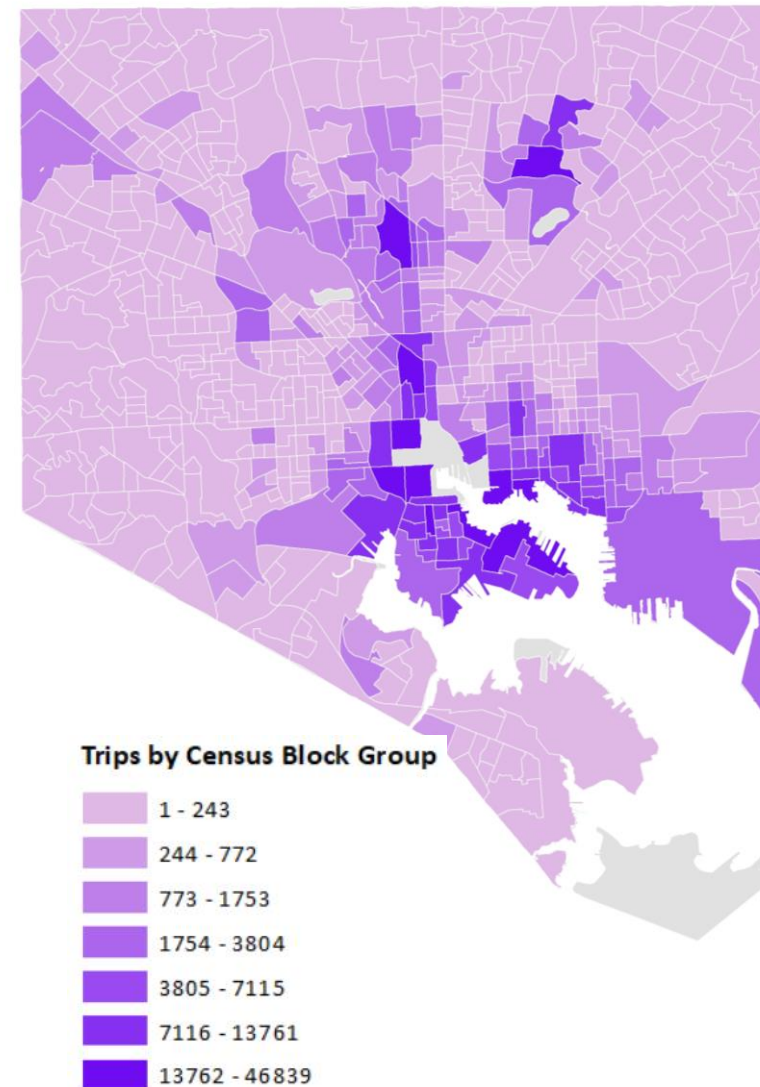 Trips by Census Block Group
1 - 243
244 - 772
773 - 1753
1754 - 3804
3805 - 7115
7116 - 13761
13762 - 46839